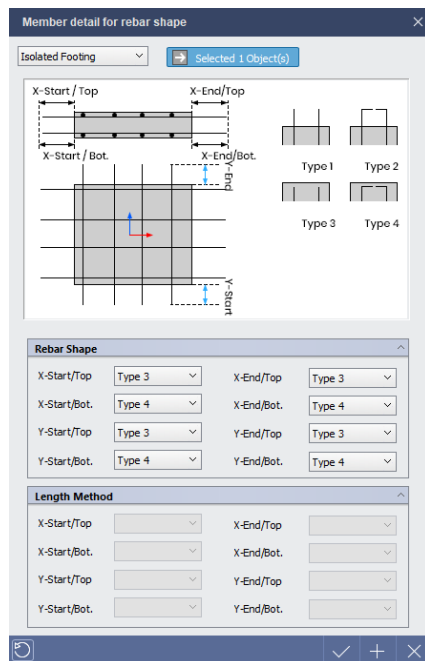 Member detail for rebar shape
Isolated Footing
Selected 1 Object(s)
X-Start / Top X-End/Top
X-Start / Bot. X-End/Bot.
Y-End
Y-Start
Type 1 Type 2
Type 3 Type 4
Rebar Shape
X-Start/Top Type 3 X-End/Top Type 3
X-Start/Bot. Type 4 X-End/Bot. Type 4
Y-Start/Top Type 3 Y-End/Top Type 3
Y-Start/Bot. Type 4 Y-End/Bot. Type 4
Length Method
X-Start/Top X-End/Top
X-Start/Bot. X-End/Bot.
Y-Start/Top Y-End/Top
Y-Start/Bot. Y-End/Bot.